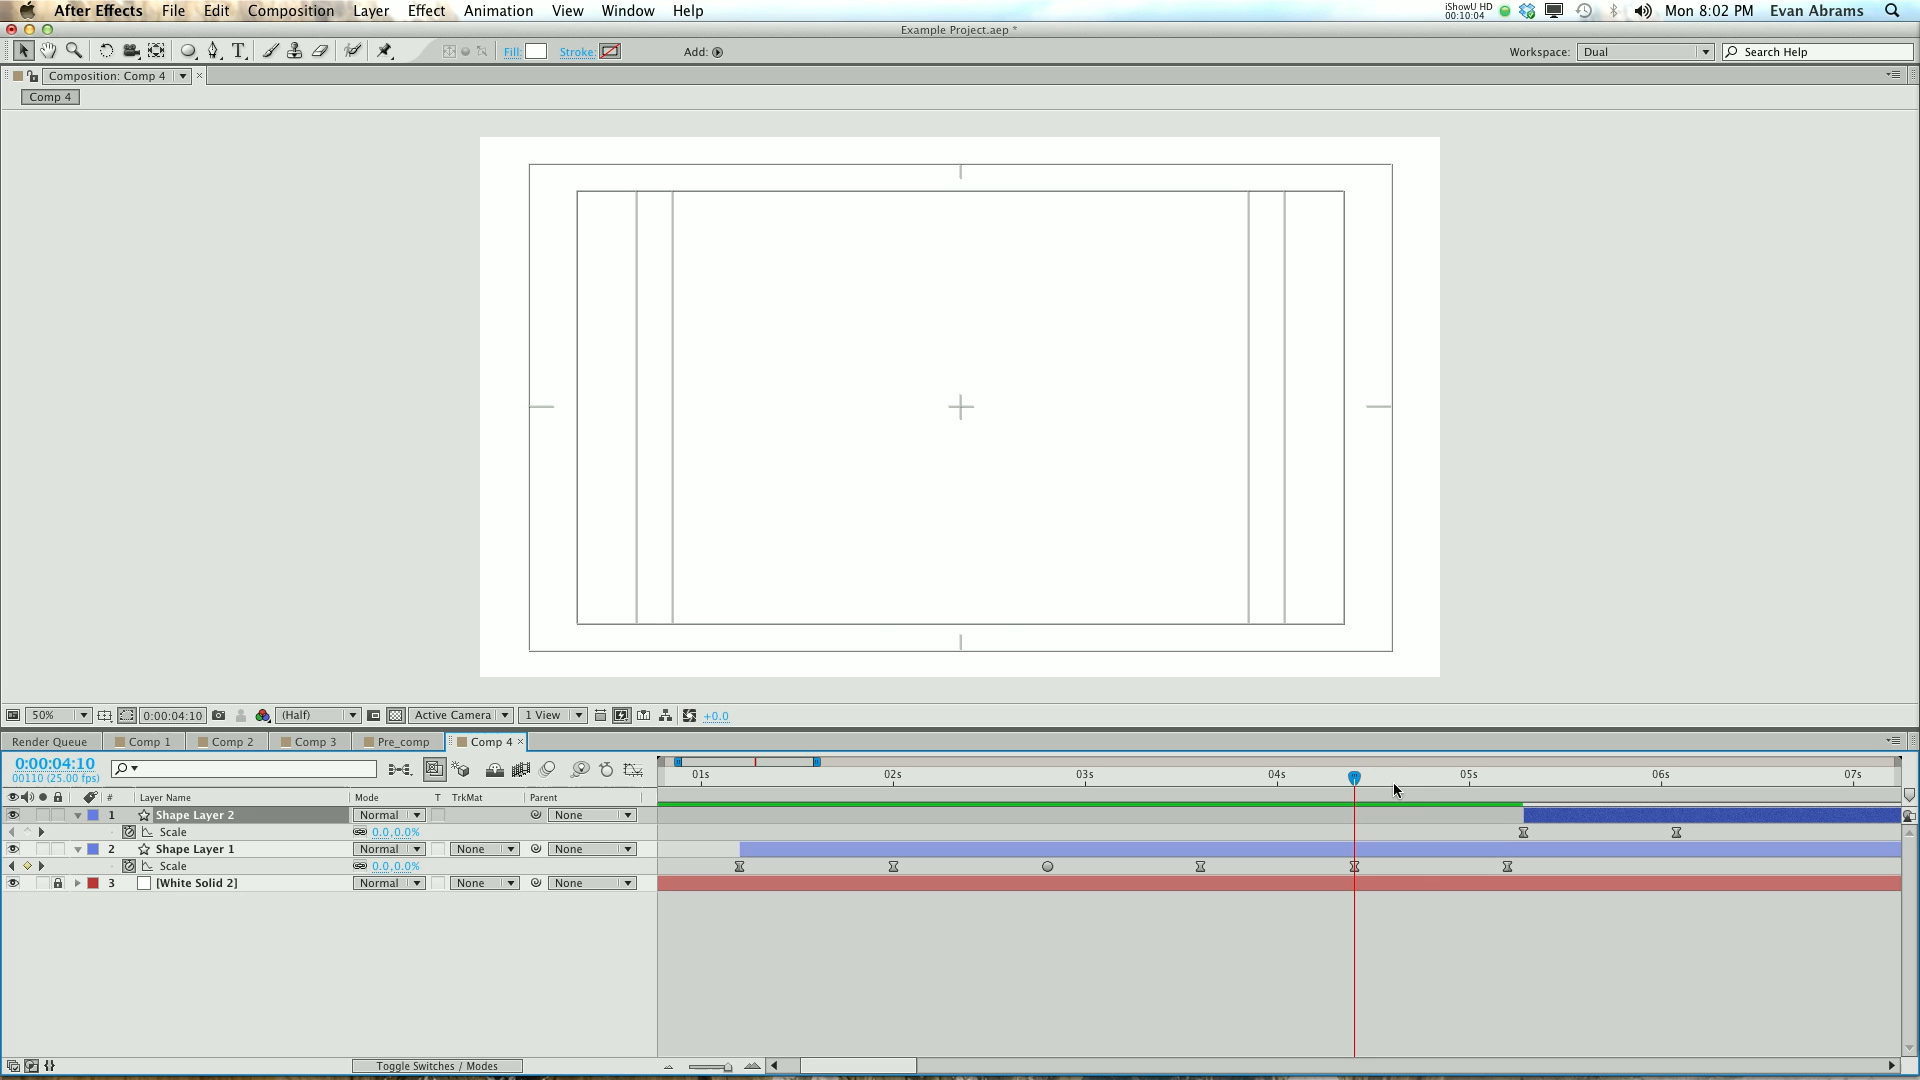 After Effects File Edit Composition Layer Effect Animation View Window Help iShowU HD 00:10:04 Mon 8:02 PM Evan Abrams
Example Project.aep *
T Fill: Stroke: Add: Workspace: Dual Search Help
Composition: Comp 4 ×
Comp 4
50% 0:00:04:10 (Half) Active Camera 1 View +0.0
Render Queue Comp 1 Comp 2 Comp 3 Pre_comp Comp 4 ×
0:00:04:10
00110 (25.00 fps)
01s 02s 03s 04s 05s 06s 07s
# Layer Name Mode T TrkMat Parent
1 Shape Layer 2 Normal None
Scale 0.0,0.0%
2 Shape Layer 1 Normal None None
Scale 0.0,0.0%
3 [White Solid 2] Normal None None
Toggle Switches / Modes